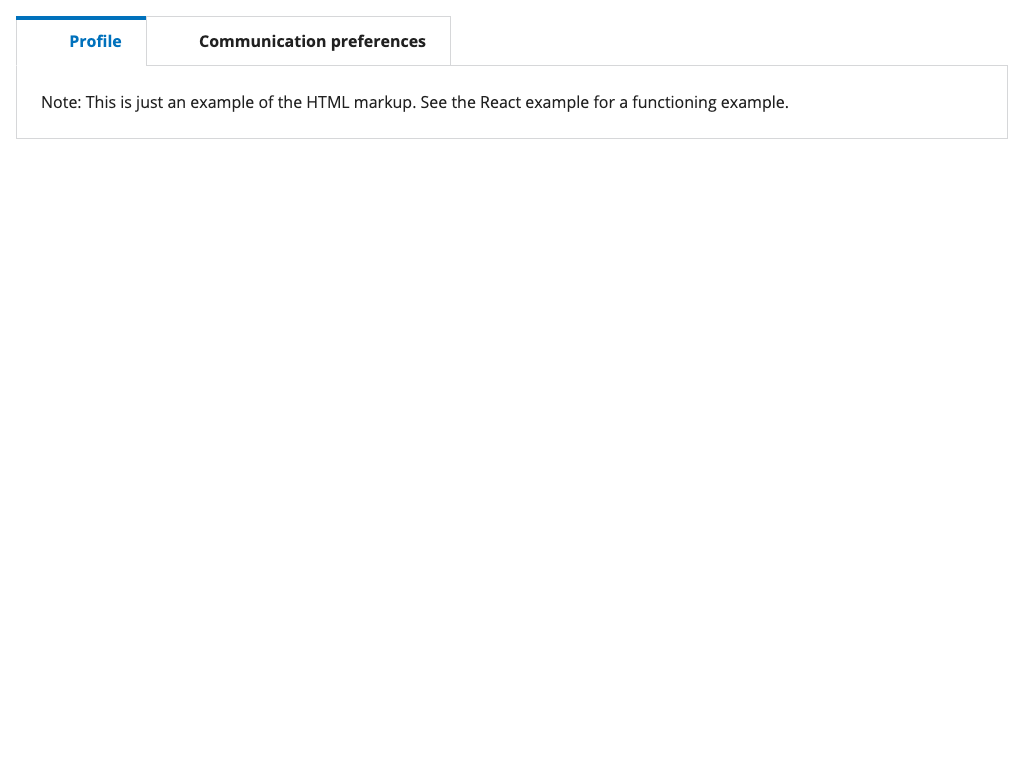 Profile
Communication preferences
Note: This is just an example of the HTML markup. See the React example for a functioning example.